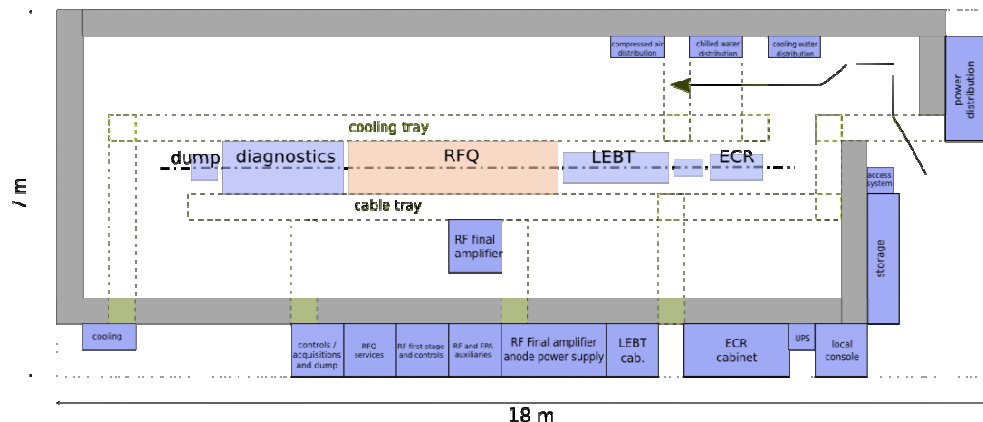 compressed air
distribution
chilled water
distribution
cooling water
distribution
power
distribution
cooling tray
dump
diagnostics
RFQ
LEBT
ECR
access
system
cable tray
7 m
RF final
amplifier
storage
cooling
controls /
acquisitions
and dump
RFQ
services
RF first stage
and controls
RF and FPA
auxiliaries
RF Final amplifier
anode power supply
LEBT
cab.
ECR
cabinet
UPS
local
console
18 m